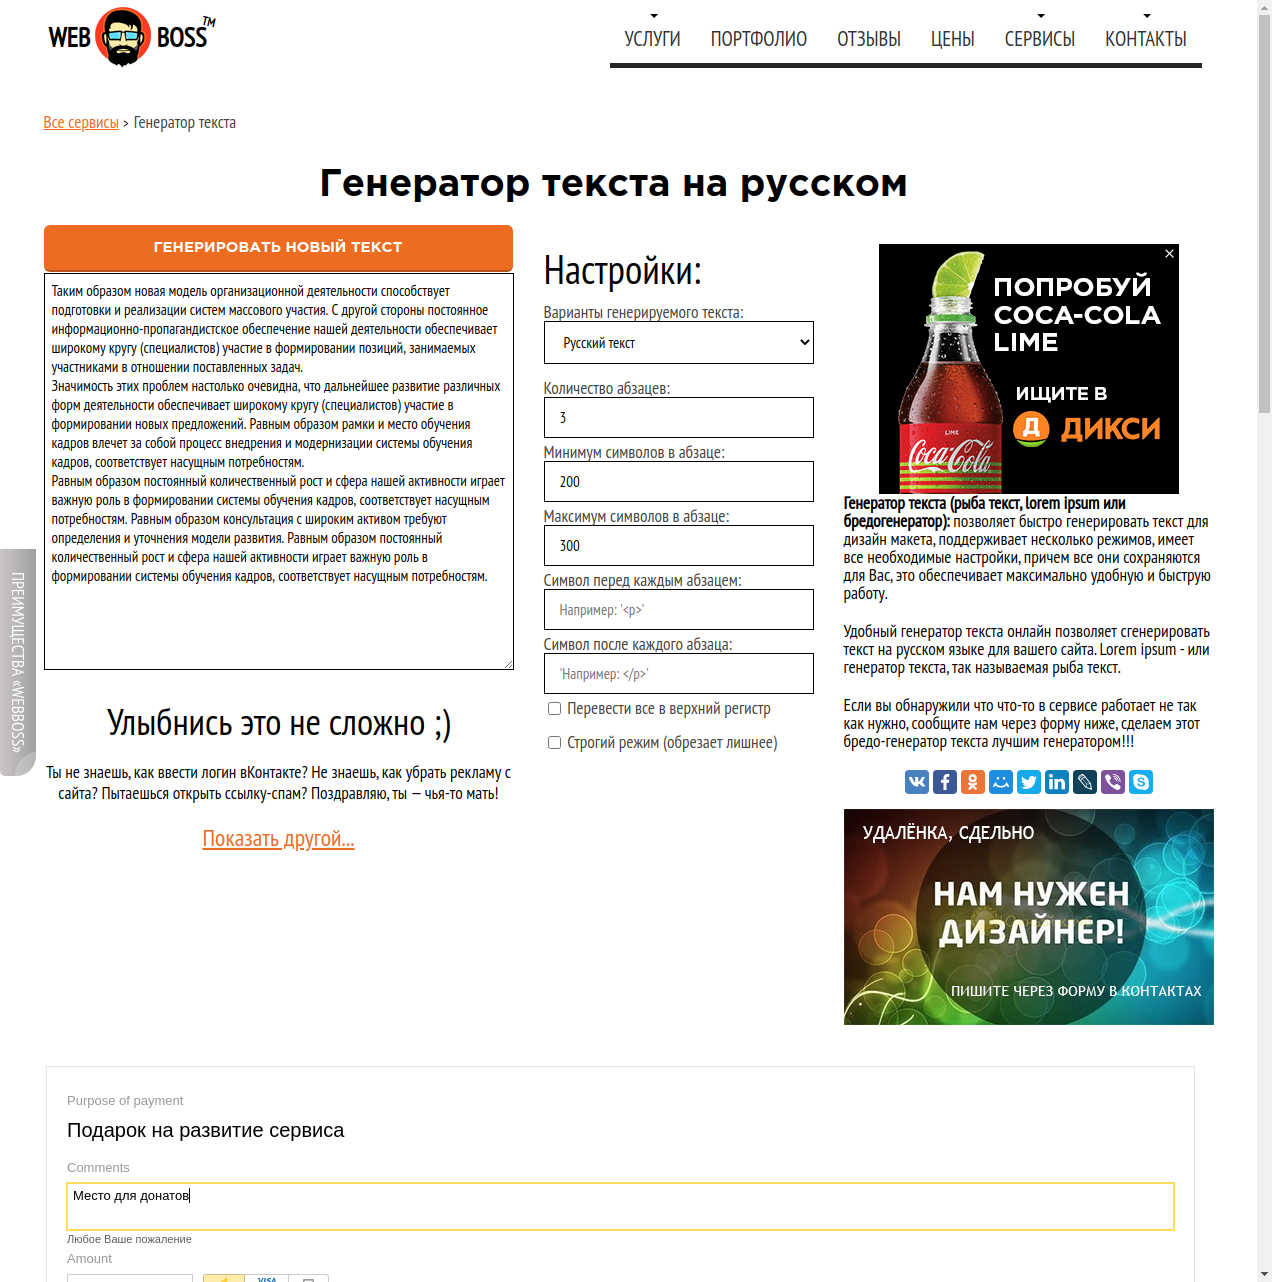 WEB BOSS TM
УСЛУГИ ПОРТФОЛИО ОТЗЫВЫ ЦЕНЫ СЕРВИСЫ КОНТАКТЫ
Все сервисы > Генератор текста
Генератор текста на русском
ГЕНЕРИРОВАТЬ НОВЫЙ ТЕКСТ
Таким образом новая модель организационной деятельности способствует
подготовки и реализации систем массового участия. С другой стороны постоянное
информационно-пропагандистское обеспечение нашей деятельности обеспечивает
широкому кругу (специалистов) участие в формировании позиций, занимаемых
участниками в отношении поставленных задач.
Значимость этих проблем настолько очевидна, что дальнейшее развитие различных
форм деятельности обеспечивает широкому кругу (специалистов) участие в
формировании новых предложений. Равным образом рамки и место обучения
кадров влечет за собой процесс внедрения и модернизации системы обучения
кадров, соответствует насущным потребностям.
Равным образом постоянный количественный рост и сфера нашей активности играет
важную роль в формировании системы обучения кадров, соответствует насущным
потребностям. Равным образом консультация с широким активом требуют
определения и уточнения модели развития. Равным образом постоянный
количественный рост и сфера нашей активности играет важную роль в
формировании системы обучения кадров, соответствует насущным потребностям.
ПРЕИМУЩЕСТВА «WEBBOSS»
Улыбнись это не сложно ;)
Ты не знаешь, как ввести логин вКонтакте? Не знаешь, как убрать рекламу с
сайта? Пытаешься открыть ссылку-спам? Поздравляю, ты — чья-то мать!
Показать другой...
Настройки:
Варианты генерируемого текста:
Русский текст
Количество абзацев:
3
Минимум символов в абзаце:
200
Максимум символов в абзаце:
300
Символ перед каждым абзацем:
Например: '<p>'
Символ после каждого абзаца:
'Например: </p>'
Перевести все в верхний регистр
Строгий режим (обрезает лишнее)
ПОПРОБУЙ
COCA-COLA
LIME
ИЩИТЕ В
Д ДИКСИ
LIME
Coca-Cola
Генератор текста (рыба текст, lorem ipsum или
бредогенератор): позволяет быстро генерировать текст для
дизайн макета, поддерживает несколько режимов, имеет
все необходимые настройки, причем все они сохраняются
для Вас, это обеспечивает максимально удобную и быструю
работу.
Удобный генератор текста онлайн позволяет сгенерировать
текст на русском языке для вашего сайта. Lorem ipsum - или
генератор текста, так называемая рыба текст.
Если вы обнаружили что что-то в сервисе работает не так
как нужно, сообщите нам через форму ниже, сделаем этот
бредо-генератор текста лучшим генератором!!!
УДАЛЁНКА, СДЕЛЬНО
НАМ НУЖЕН
ДИЗАЙНЕР!
ПИШИТЕ ЧЕРЕЗ ФОРМУ В КОНТАКТАХ
Purpose of payment
Подарок на развитие сервиса
Comments
Место для донатов
Любое Ваше пожалание
Amount
VISA